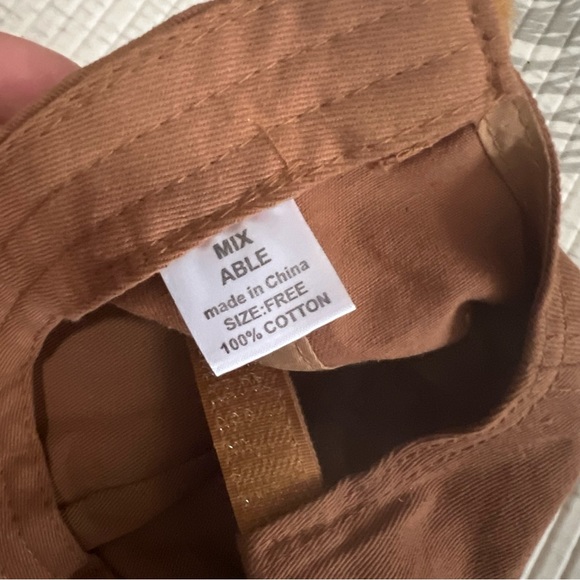 MIX
ABLE
made in China
SIZE:FREE
100% COTTON